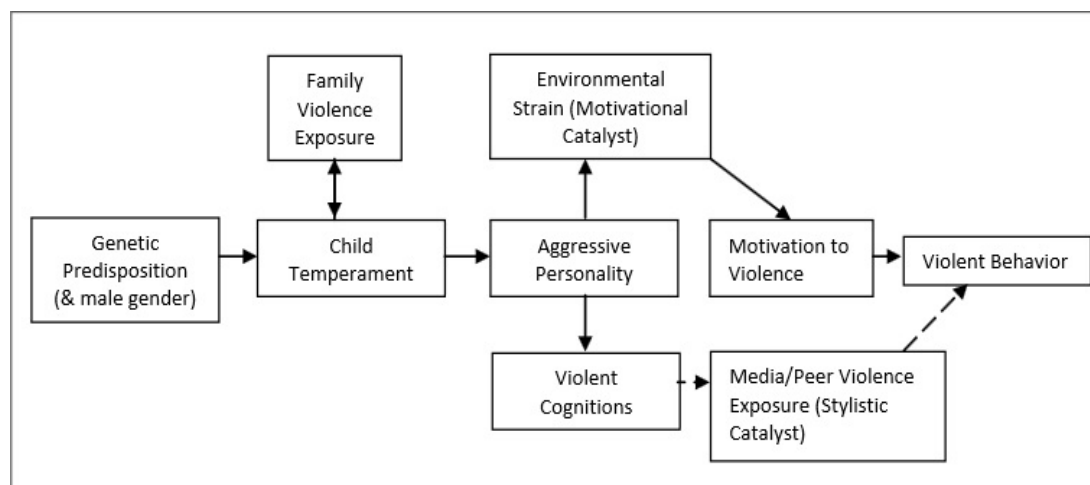 Family
Violence
Exposure
Environmental
Strain (Motivational
Catalyst)
Genetic
Predisposition
(& male gender)
Child
Temperament
Aggressive
Personality
Motivation to
Violence
Violent Behavior
Violent
Cognitions
Media/Peer Violence
Exposure (Stylistic
Catalyst)